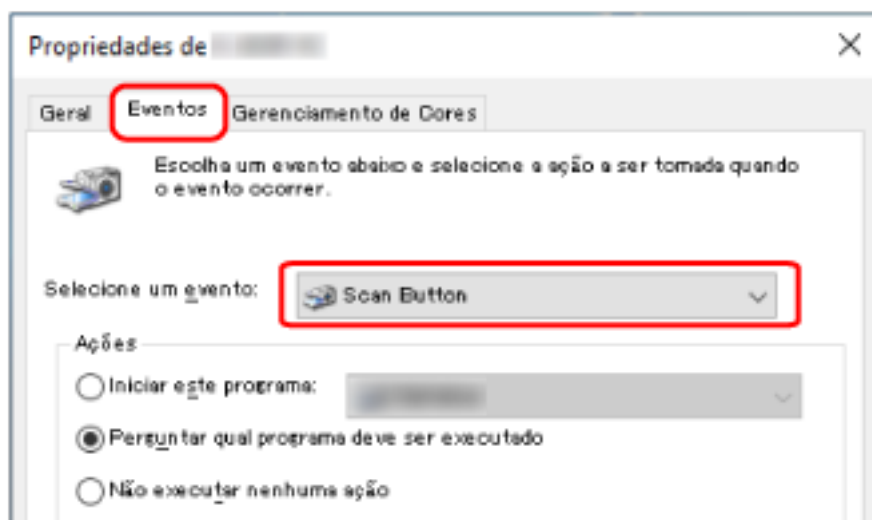 Propriedades de
Geral Eventos Gerenciamento de Cores
Escolha um evento abaixo e selecione a ação a ser tomada quando
o evento ocorrer.
Selecione um evento: Scan Button
Ações
Iniciar este programa:
Perguntar qual programa deve ser executado
Não executar nenhuma ação